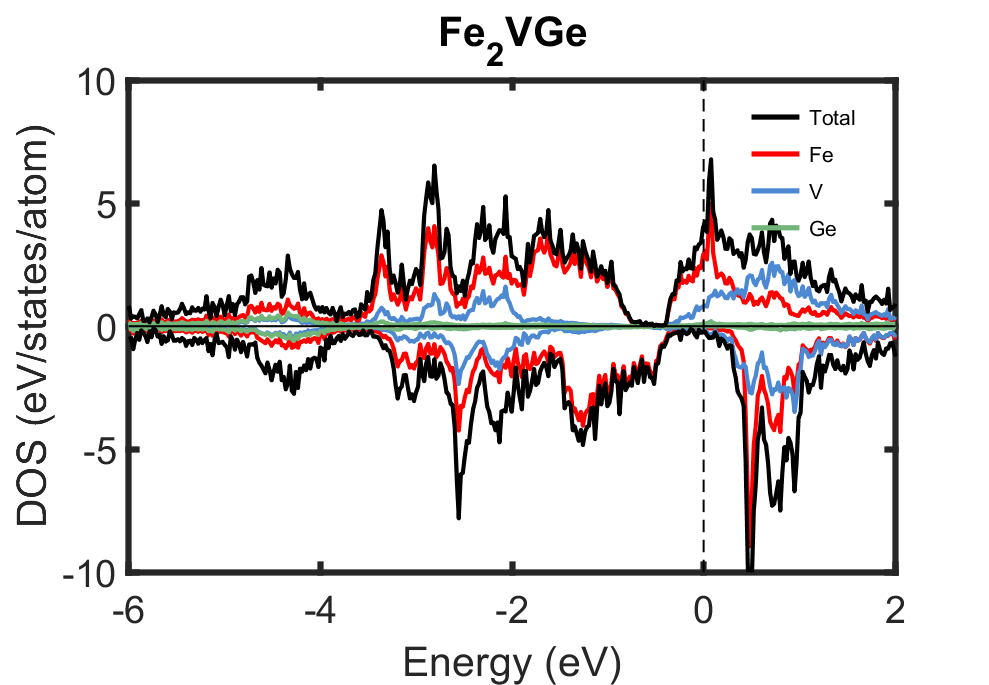 Fe2VGe
DOS (eV/states/atom)
10
5
0
-5
-10
Total
Fe
V
Ge
-6
-4
-2
0
2
Energy (eV)